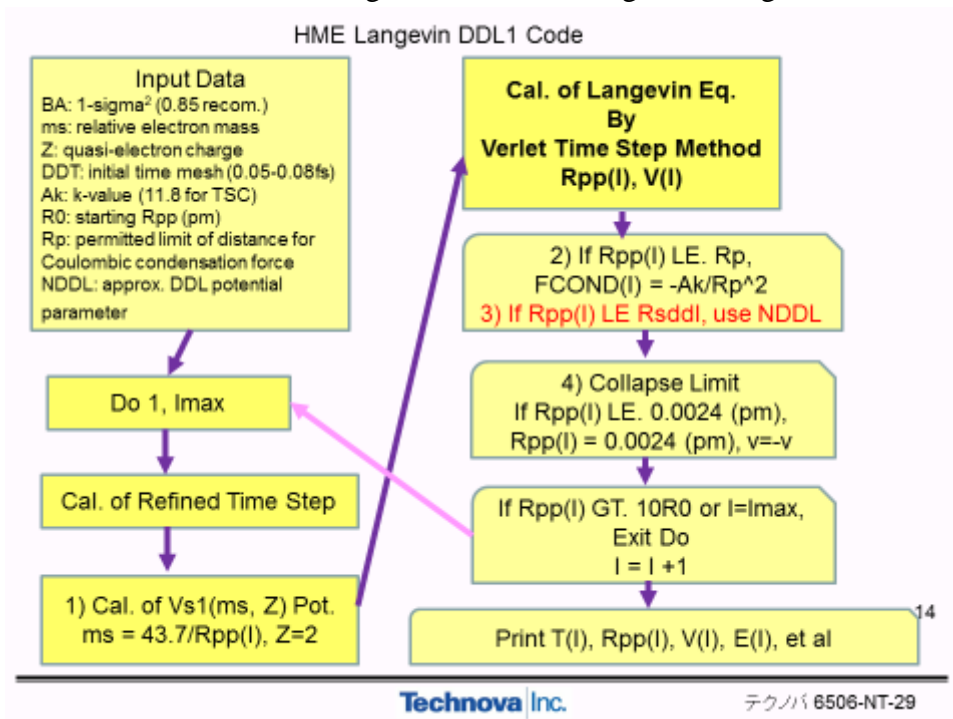 HME Langevin DDL1 Code
Input Data
BA: 1-sigma² (0.85 recom.)
ms: relative electron mass
Z: quasi-electron charge
DDT: initial time mesh (0.05-0.08fs)
Ak: k-value (11.8 for TSC)
R0: starting Rpp (pm)
Rp: permitted limit of distance for
Coulombic condensation force
NDDL: approx. DDL potential
parameter
Do 1, Imax
Cal. of Refined Time Step
1) Cal. of Vs1(ms, Z) Pot.
ms = 43.7/Rpp(I), Z=2
Cal. of Langevin Eq.
By
Verlet Time Step Method
Rpp(I), V(I)
2) If Rpp(I) LE. Rp,
FCOND(I) = -Ak/Rp^2
3) If Rpp(I) LE Rsddl, use NDDL
4) Collapse Limit
If Rpp(I) LE. 0.0024 (pm),
Rpp(I) = 0.0024 (pm), v=-v
If Rpp(I) GT. 10R0 or I=Imax,
Exit Do
I = I +1
Print T(I), Rpp(I), V(I), E(I), et al
14
Technova Inc.
テクノバ 6506-NT-29